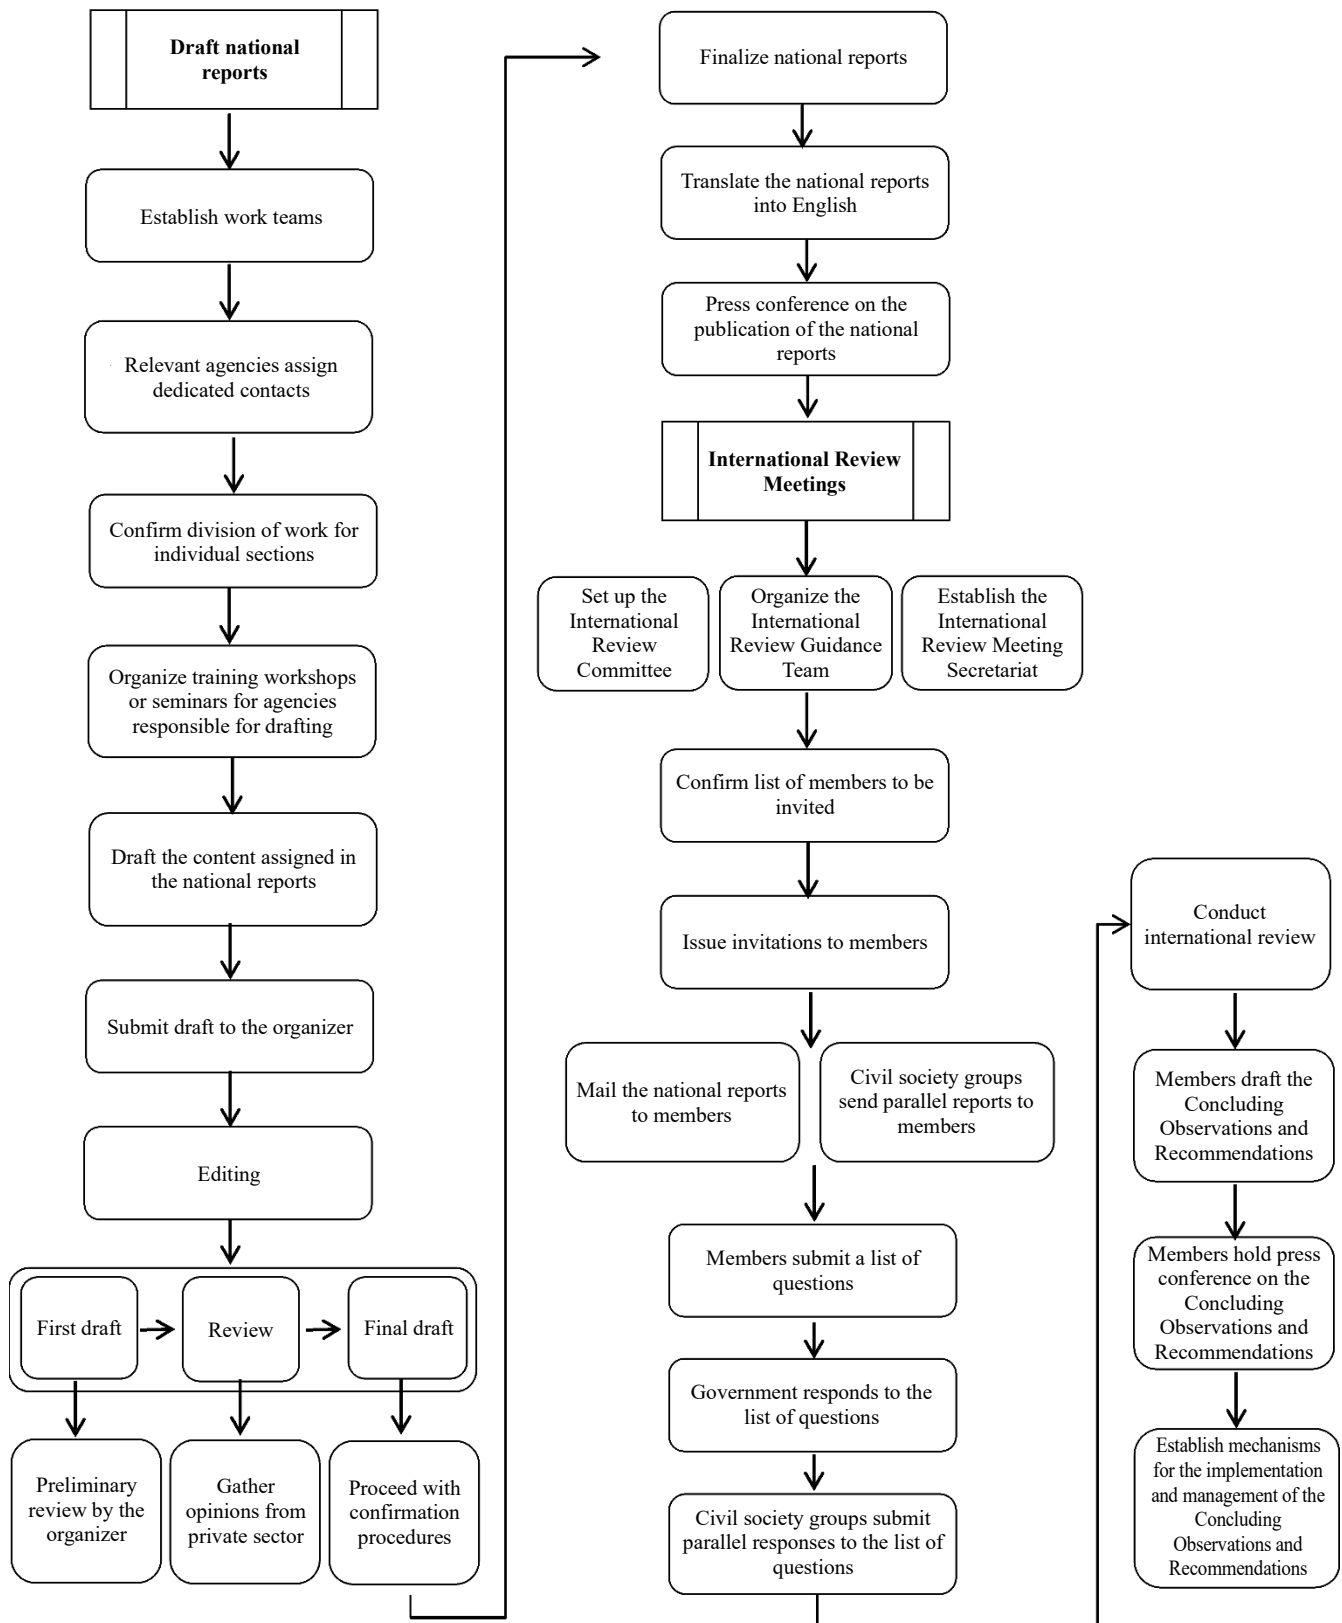 Draft national
reports
Establish work teams
Relevant agencies assign
dedicated contacts
Confirm division of work for
individual sections
Organize training workshops
or seminars for agencies
responsible for drafting
Draft the content assigned in
the national reports
Submit draft to the organizer
Editing
First draft
Review
Final draft
Preliminary
review by the
organizer
Gather
opinions from
private sector
Proceed with
confirmation
procedures
Finalize national reports
Translate the national reports
into English
Press conference on the
publication of the national
reports
International Review
Meetings
Set up the
International
Review
Committee
Organize the
International
Review Guidance
Team
Establish the
International
Review Meeting
Secretariat
Confirm list of members to be
invited
Issue invitations to members
Mail the national reports
to members
Civil society groups
send parallel reports to
members
Members submit a list of
questions
Government responds to the
list of questions
Civil society groups submit
parallel responses to the list of
questions
Conduct
international review
Members draft the
Concluding
Observations and
Recommendations
Members hold press
conference on the
Concluding
Observations and
Recommendations
Establish mechanisms
for the implementation
and management of the
Concluding
Observations and
Recommendations